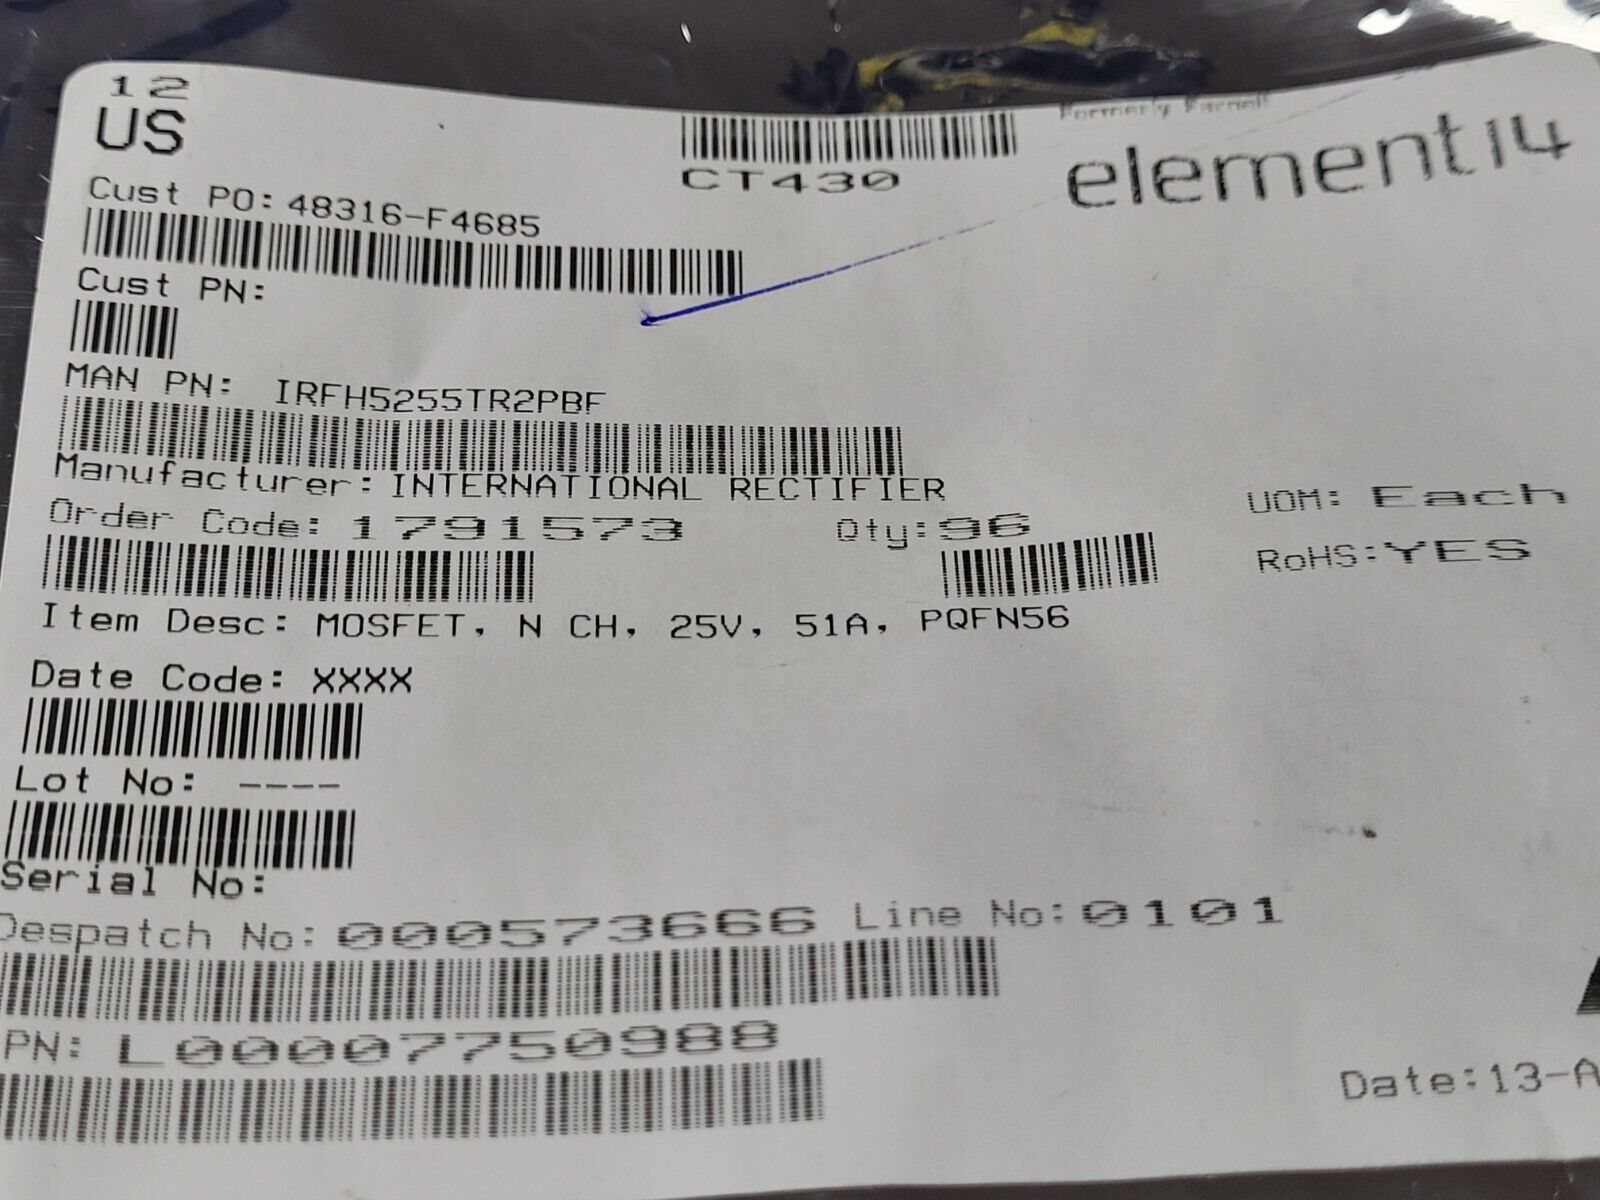 12
US
CT430
Formerly Farnell
element14
Cust PO: 48316-F4685
Cust PN:
MAN PN: IRFH5255TR2PBF
Manufacturer: INTERNATIONAL RECTIFIER
Order Code: 1791573 Qty: 96
UOM: Each
RoHS: YES
Item Desc: MOSFET, N CH, 25V, 51A, PQFN56
Date Code: XXXX
Lot No: ----
Serial No:
Despatch No: 000573666 Line No: 0101
PN: L00007750988
Date: 13-A